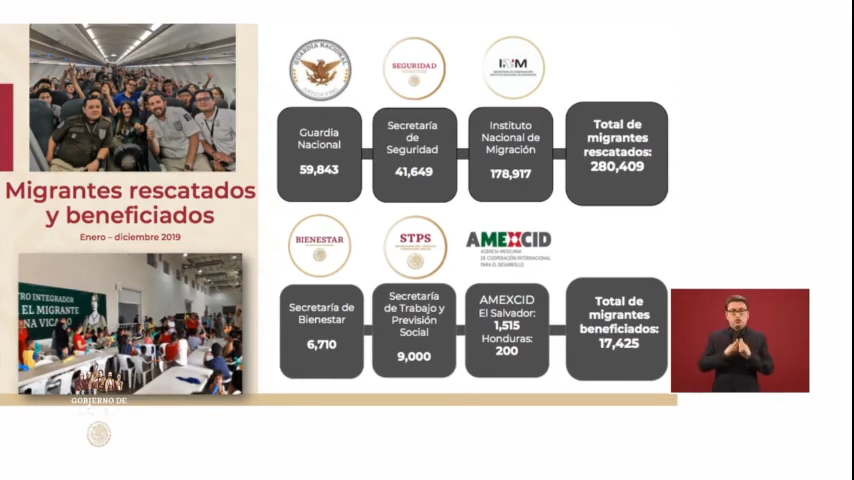 Migrantes rescatados
y beneficiados
Enero – diciembre 2019
TRO INTEGRADOR
EL MIGRANTE
NA VICARIO
GOBIERNO DE
GUARDIA NACIONAL
SEGURIDAD
INM
Guardia
Nacional
59,843
Secretaría
de
Seguridad
41,649
Instituto
Nacional de
Migración
178,917
Total de
migrantes
rescatados:
280,409
BIENESTAR
STPS
AMEXCID
AGENCIA MEXICANA
DE COOPERACIÓN INTERNACIONAL
PARA EL DESARROLLO
Secretaría de
Bienestar
6,710
Secretaría
de Trabajo y
Previsión
Social
9,000
AMEXCID
El Salvador:
1,515
Honduras:
200
Total de
migrantes
beneficiados:
17,425